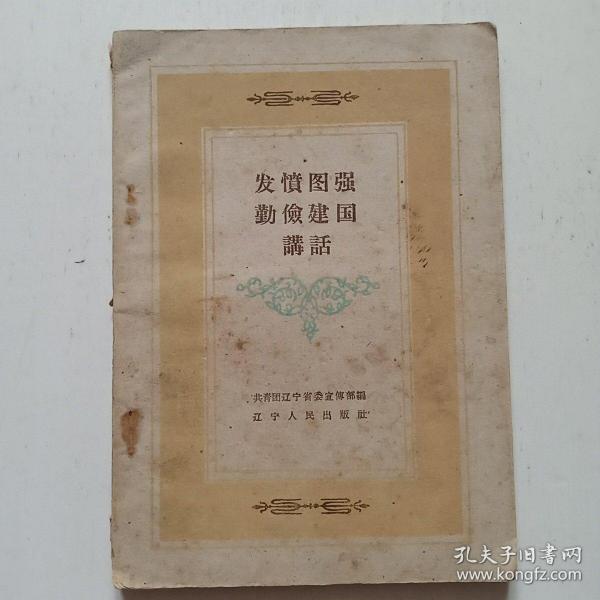 发憤图强
勤儉建国
講話
共青团辽宁省委宣傳部編
辽宁人民出版社
孔夫子旧书网
www.kongfz.com